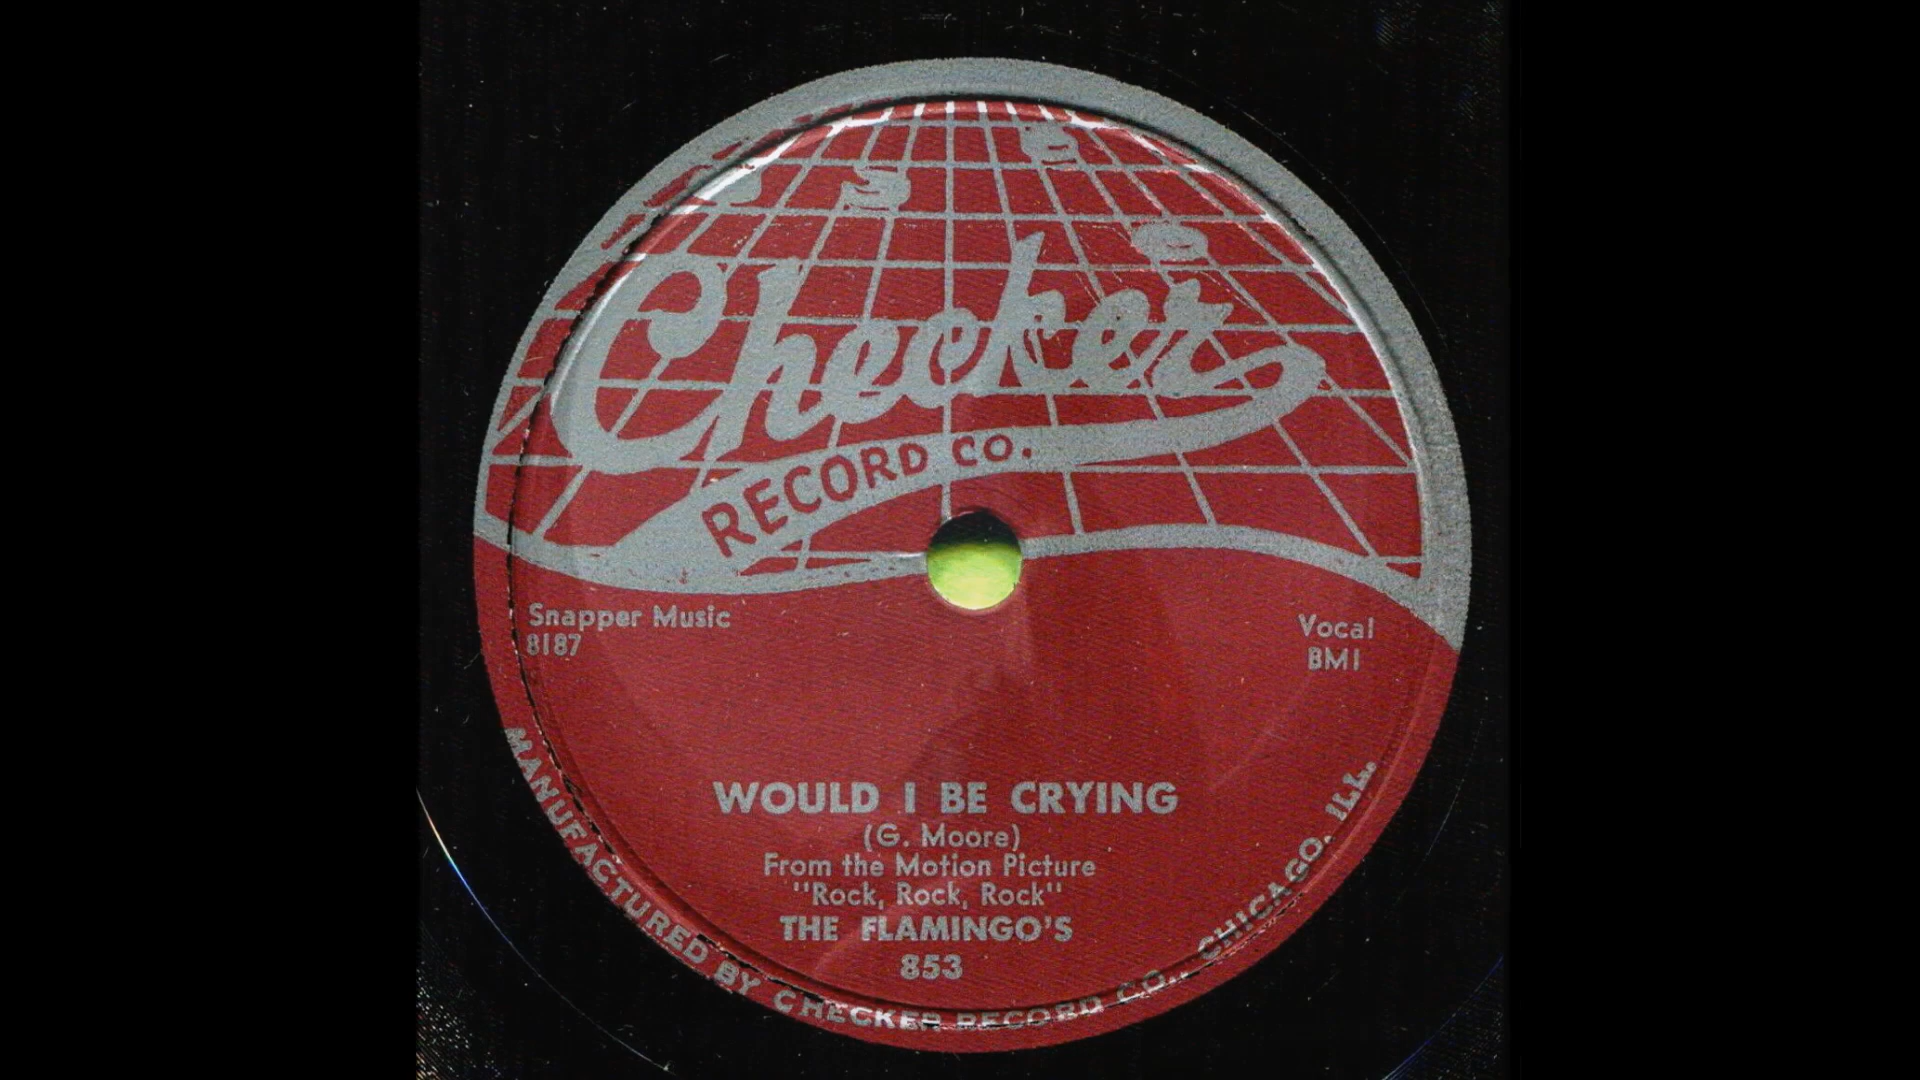 Checker
RECORD CO.
Snapper Music
8187
Vocal
BMI
WOULD I BE CRYING
(G. Moore)
From the Motion Picture
"Rock, Rock, Rock"
THE FLAMINGO'S
853
MANUFACTURED BY CHECKER RECORD CO., CHICAGO, ILL.